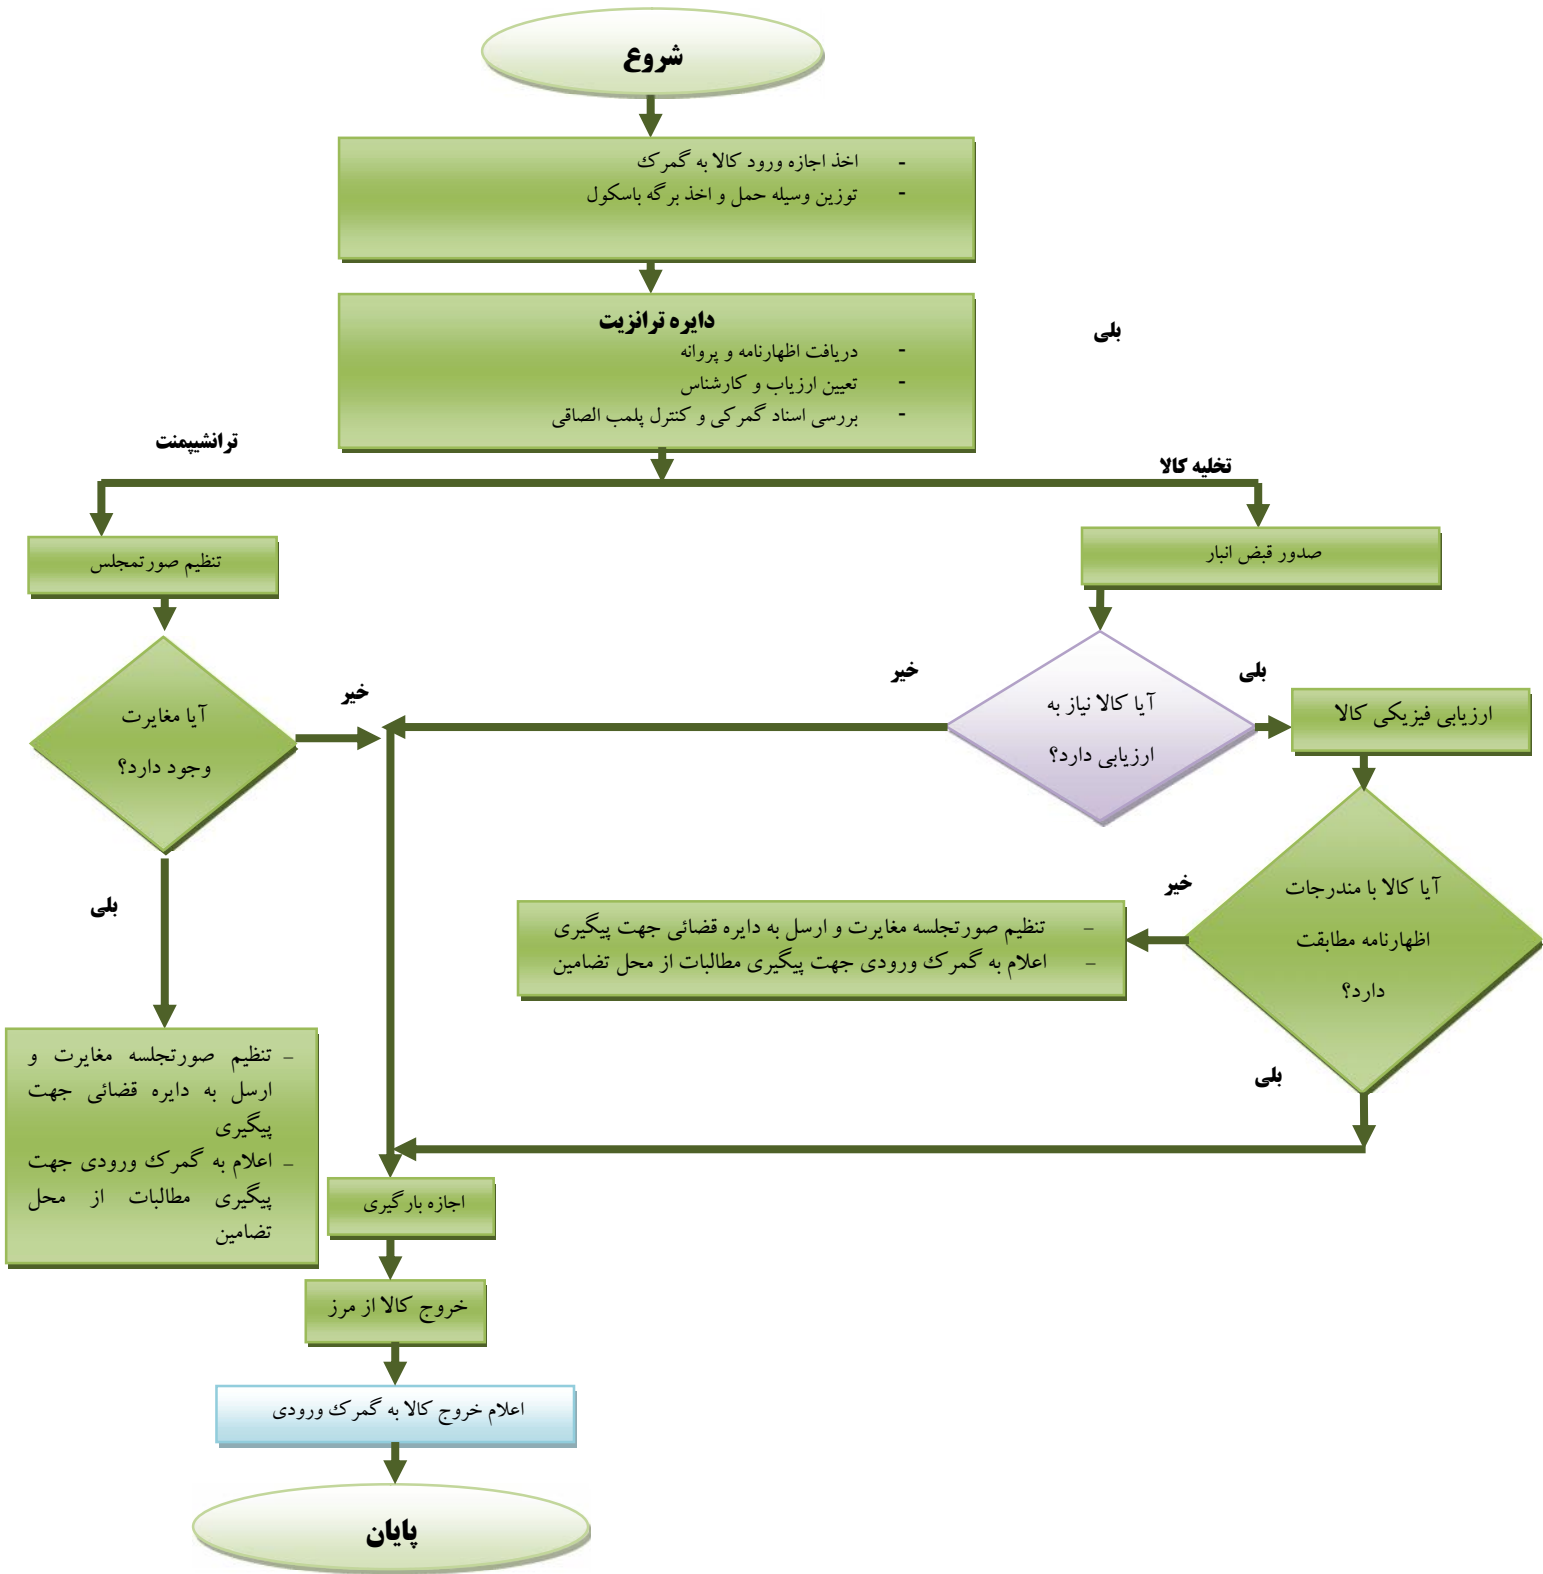 شروع
- اخذ اجازه ورود کالا به گمرک
- توزین وسیله حمل و اخذ برگه باسکول
دایره ترانزیت
- دریافت اظهارنامه و پروانه
- تعیین ارزیاب و کارشناس
- بررسی اسناد گمرکی و کنترل پلمب الصاقی
بلی
ترانشیپمنت
تخلیه کالا
صدور قبض انبار
تنظیم صورتمجلس
آیا کالا نیاز به
ارزیابی دارد؟
بلی
خیر
ارزیابی فیزیکی کالا
آیا مغایرت
وجود دارد؟
خیر
بلی
آیا کالا با مندرجات
اظهارنامه مطابقت
دارد؟
خیر
بلی
- تنظیم صورتجلسه مغایرت و ارسل به دایره قضائی جهت پیگیری
- اعلام به گمرک ورودی جهت پیگیری مطالبات از محل تضامین
- تنظیم صورتجلسه مغایرت و
ارسل به دایره قضائی جهت
پیگیری
- اعلام به گمرک ورودی جهت
پیگیری مطالبات از محل
تضامین
اجازه بارگیری
خروج کالا از مرز
اعلام خروج کالا به گمرک ورودی
پایان